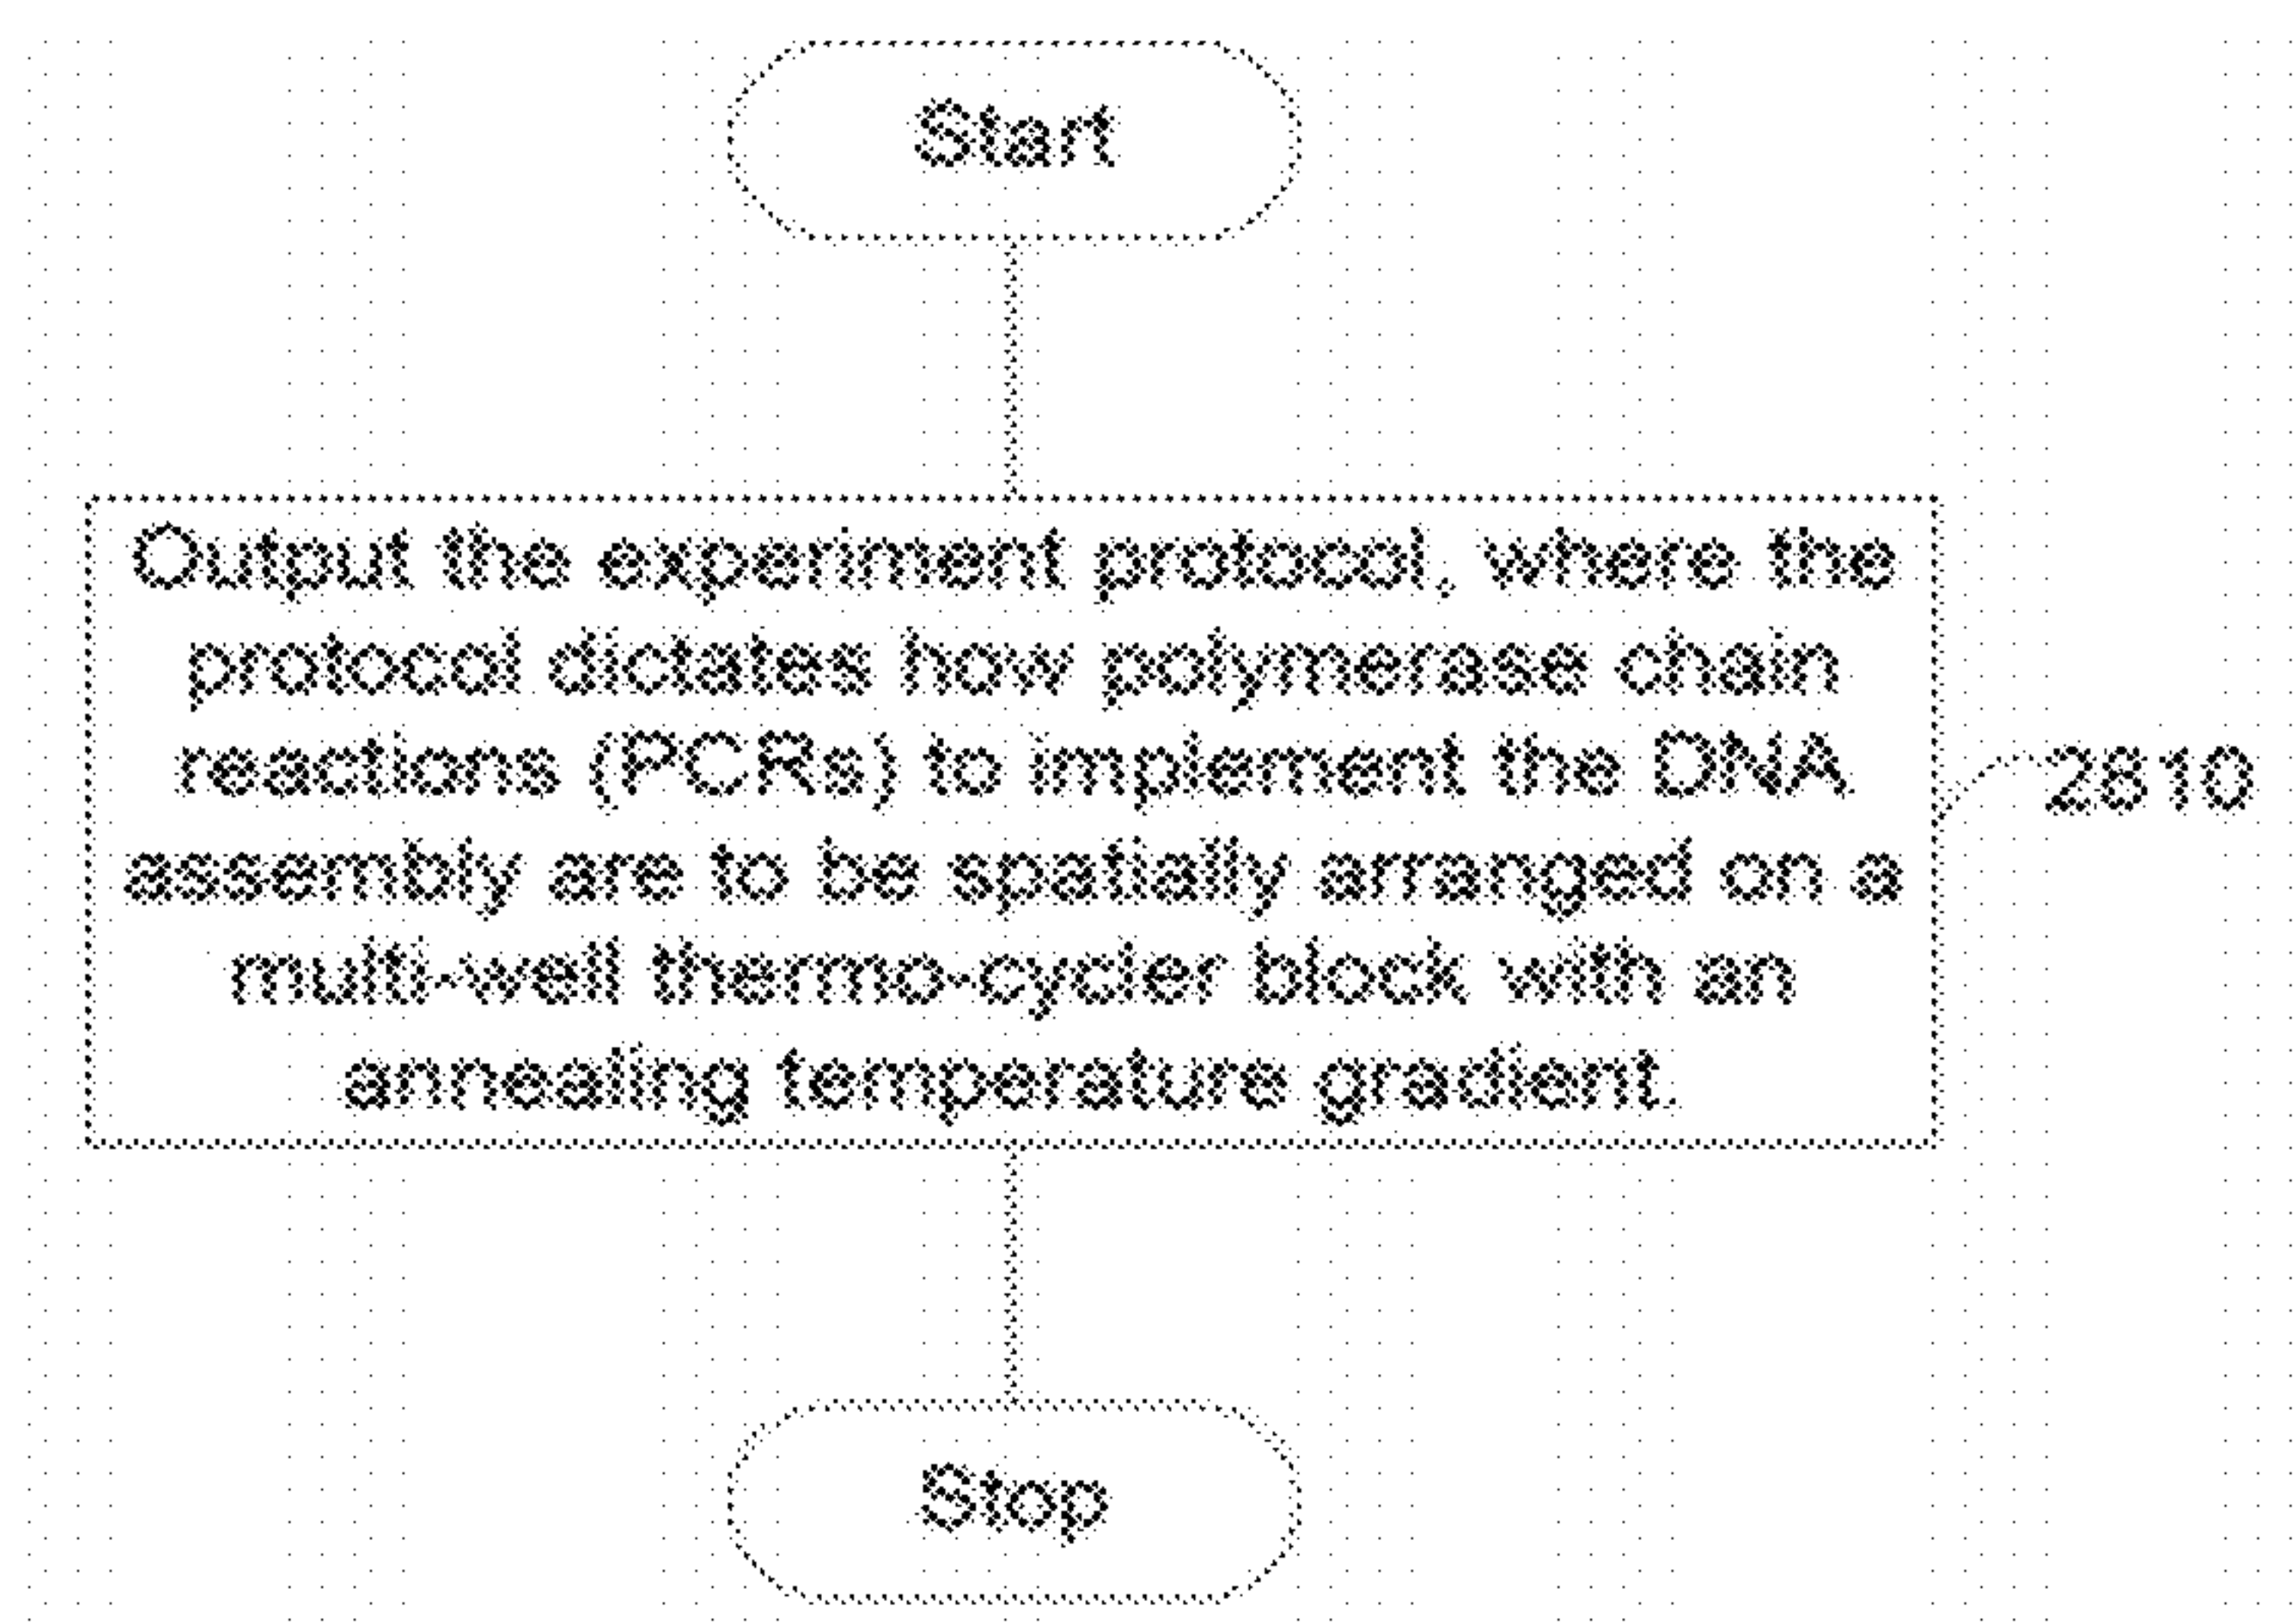 Start
Output the experiment protocol, where the
protocol dictates how polymerase chain
reactions (PCRs) to implement the DNA
assembly are to be spatially arranged on a
multi-well thermo-cycler block with an
annealing temperature gradient.
2810
Stop